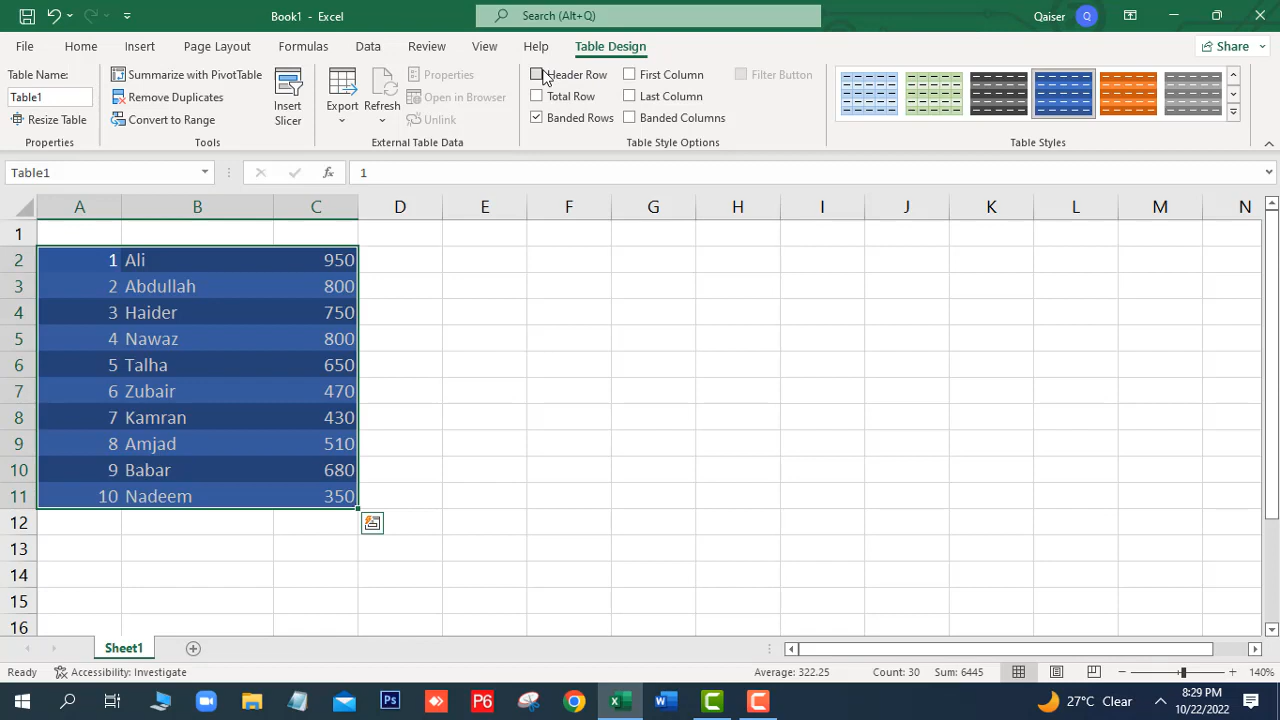 Book1 - Excel
Search (Alt+Q)
Qaiser Q
File Home Insert Page Layout Formulas Data Review View Help Table Design Share
Table Name: Summarize with PivotTable Properties Header Row First Column Filter Button
Table1 Remove Duplicates Insert Slicer Export Refresh Open in Browser Total Row Last Column
Resize Table Convert to Range Unlink Banded Rows Banded Columns
Properties Tools External Table Data Table Style Options Table Styles
Table1 fx 1
A B C D E F G H I J K L M N
1
2 1 Ali 950
3 2 Abdullah 800
4 3 Haider 750
5 4 Nawaz 800
6 5 Talha 650
7 6 Zubair 470
8 7 Kamran 430
9 8 Amjad 510
10 9 Babar 680
11 10 Nadeem 350
12
13
14
15
16
Sheet1
Ready Accessibility: Investigate Average: 322.25 Count: 30 Sum: 6445 140%
Ps P6 27°C Clear 8:29 PM
10/22/2022